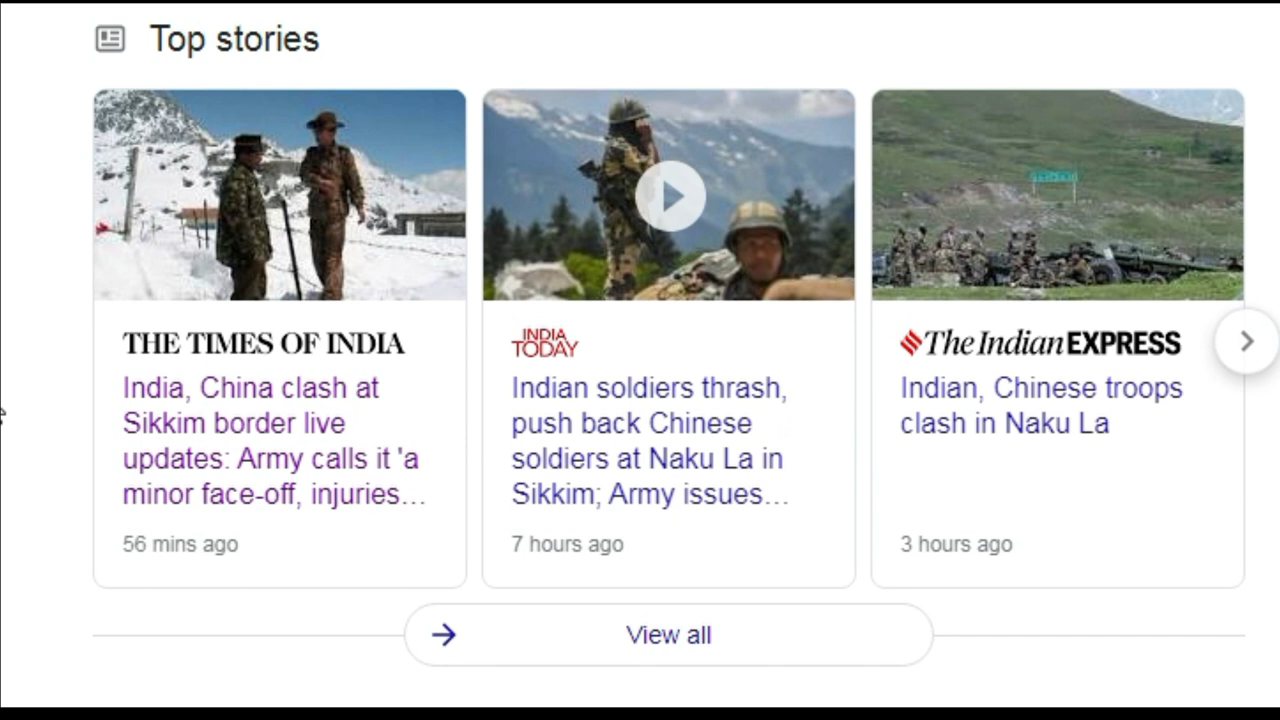 Top stories
THE TIMES OF INDIA
India, China clash at
Sikkim border live
updates: Army calls it 'a
minor face-off, injuries...
56 mins ago
INDIA
TODAY
Indian soldiers thrash,
push back Chinese
soldiers at Naku La in
Sikkim; Army issues...
7 hours ago
The Indian EXPRESS
Indian, Chinese troops
clash in Naku La
3 hours ago
View all